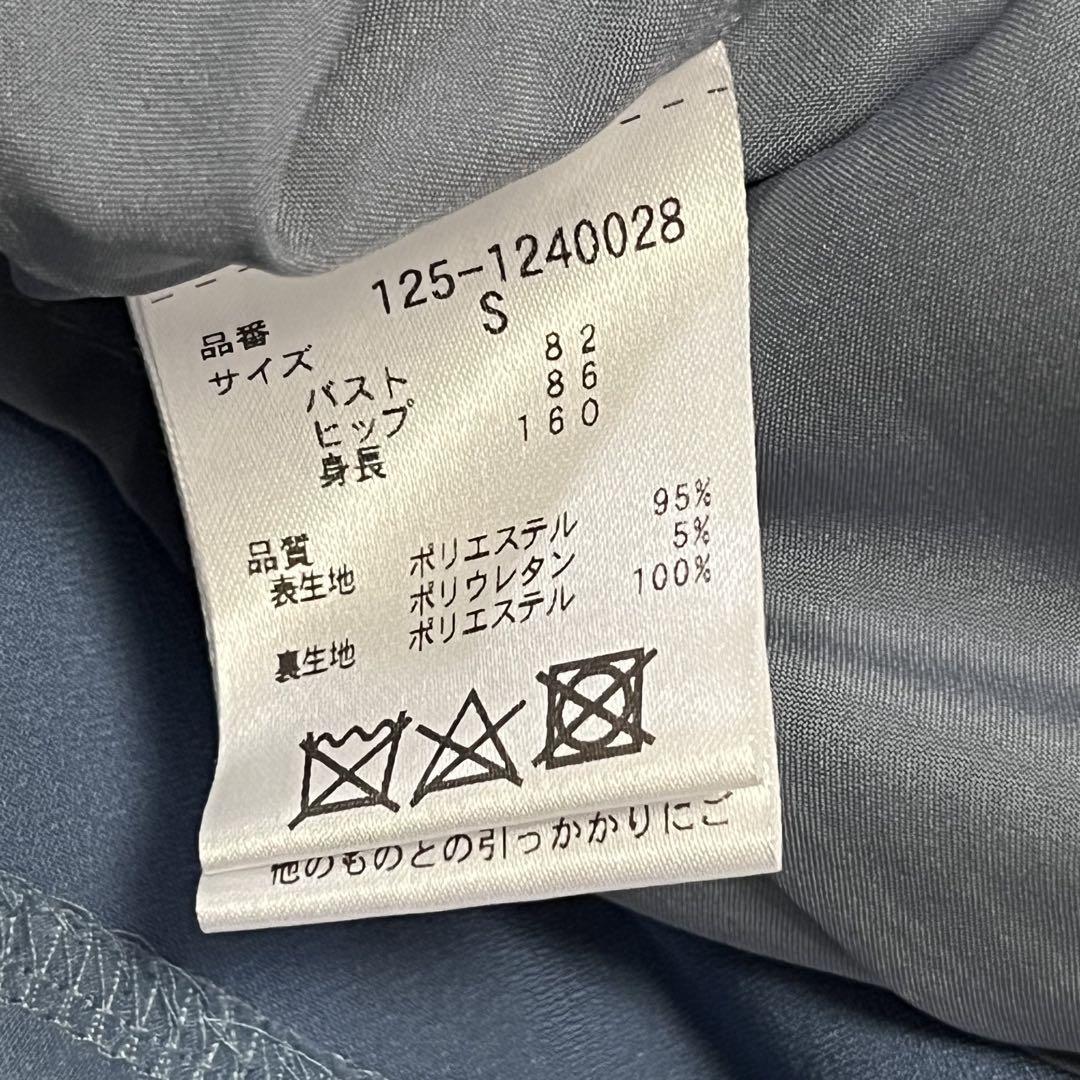 品番 125-1240028
サイズ S
バスト 82
ヒップ 86
身長 160
品質
表生地 ポリエステル 95%
ポリウレタン 5%
裏生地 ポリエステル 100%
他のものとの引っかかりにご